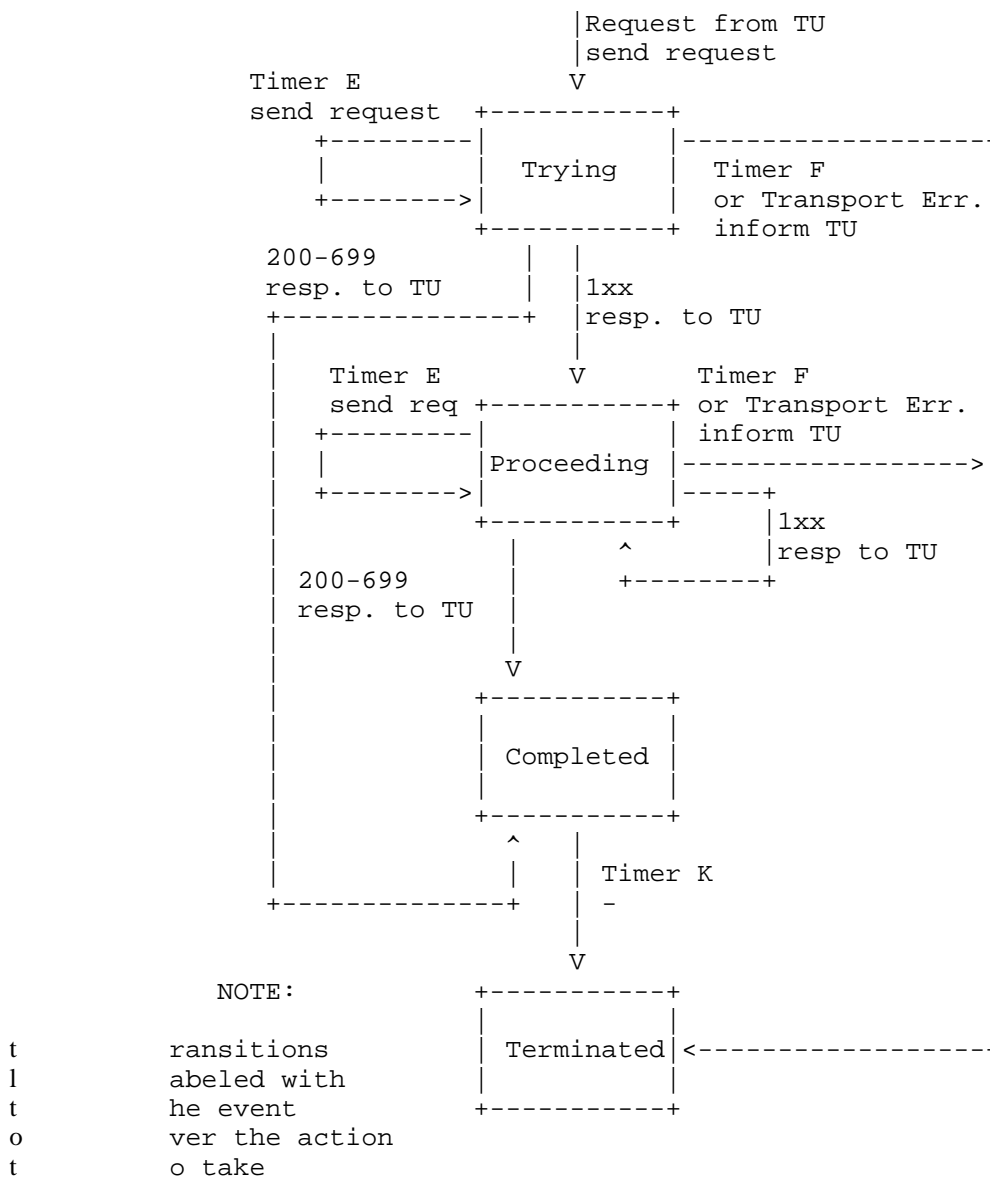 Request from TU
send request
Timer E
send request
Trying
Timer F
or Transport Err.
inform TU
200-699
resp. to TU
1xx
resp. to TU
Timer E
send req
Timer F
or Transport Err.
inform TU
Proceeding
1xx
resp to TU
200-699
resp. to TU
Completed
Timer K
-
NOTE:
Terminated
t ransitions
l abeled with
t he event
o ver the action
t o take